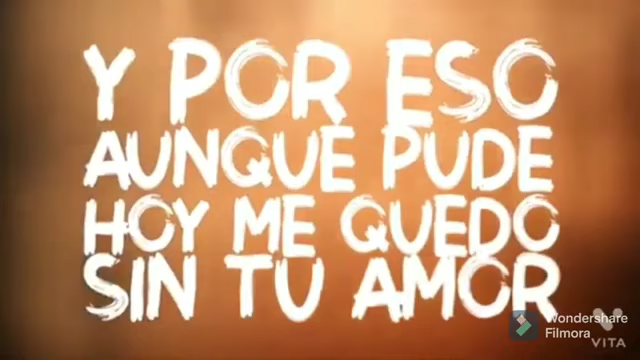 Y POR ESO
AUNQUE PUDE
HOY ME QUEDO
SIN TU AMOR
Wondershare
Filmora
VITA